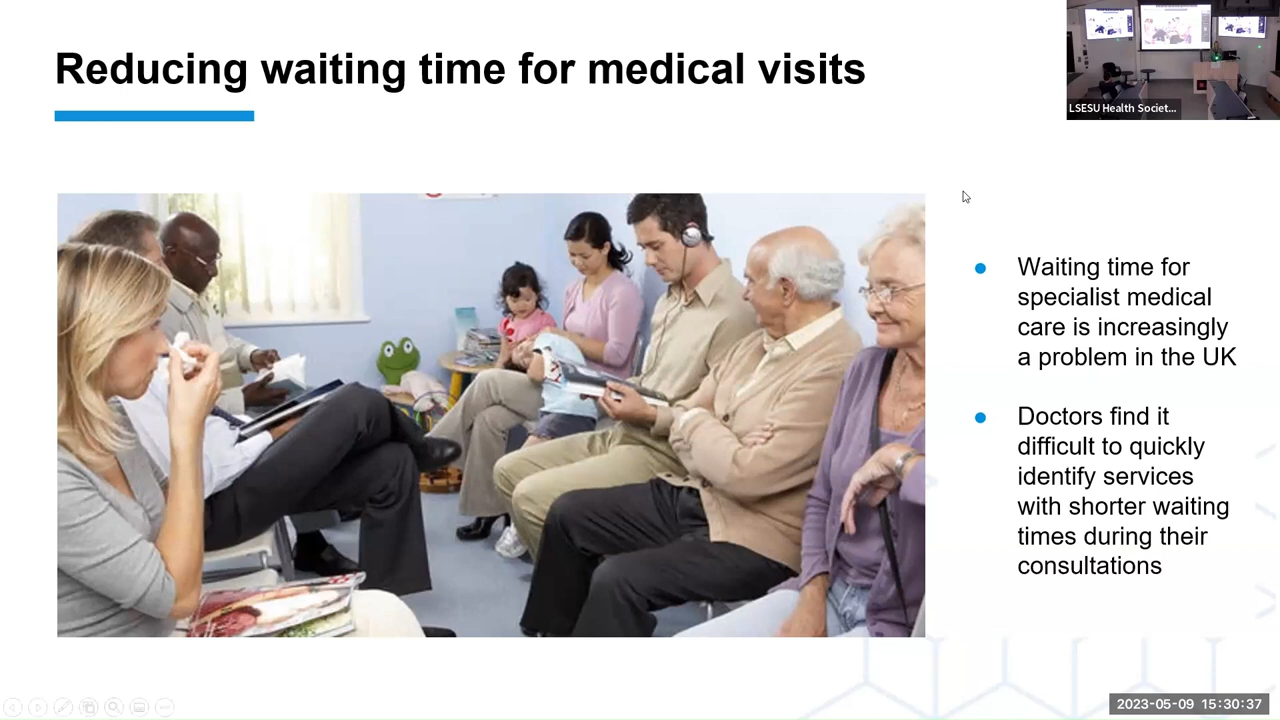 Reducing waiting time for medical visits
LSESU Health Societ...
Waiting time for
specialist medical
care is increasingly
a problem in the UK
Doctors find it
difficult to quickly
identify services
with shorter waiting
times during their
consultations
2023-05-09 15:30:37